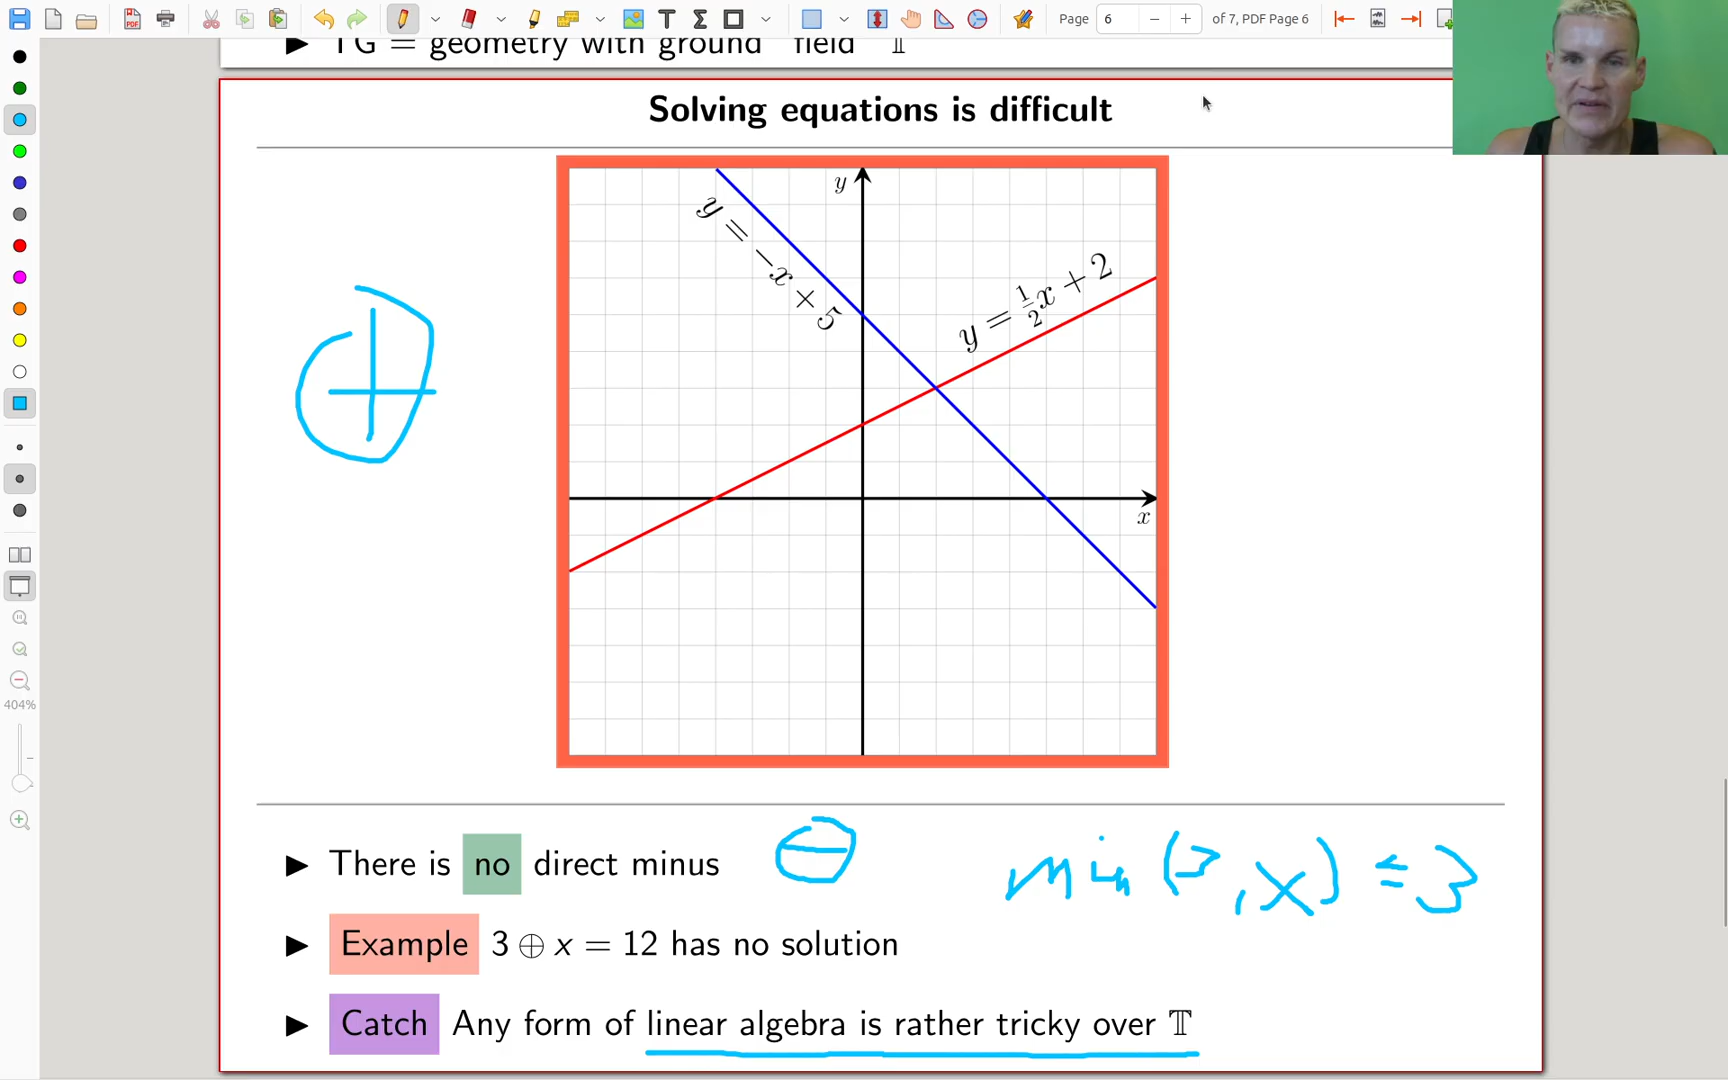 Page 6 of 7, PDF Page 6
TG = geometry with ground "field" 𝕋
Solving equations is difficult
y
y = −x + 5
y = ½x + 2
x
404%
There is no direct minus ⊖
min(3,x) = 3
Example 3 ⊕ x = 12 has no solution
Catch Any form of linear algebra is rather tricky over 𝕋
⊕